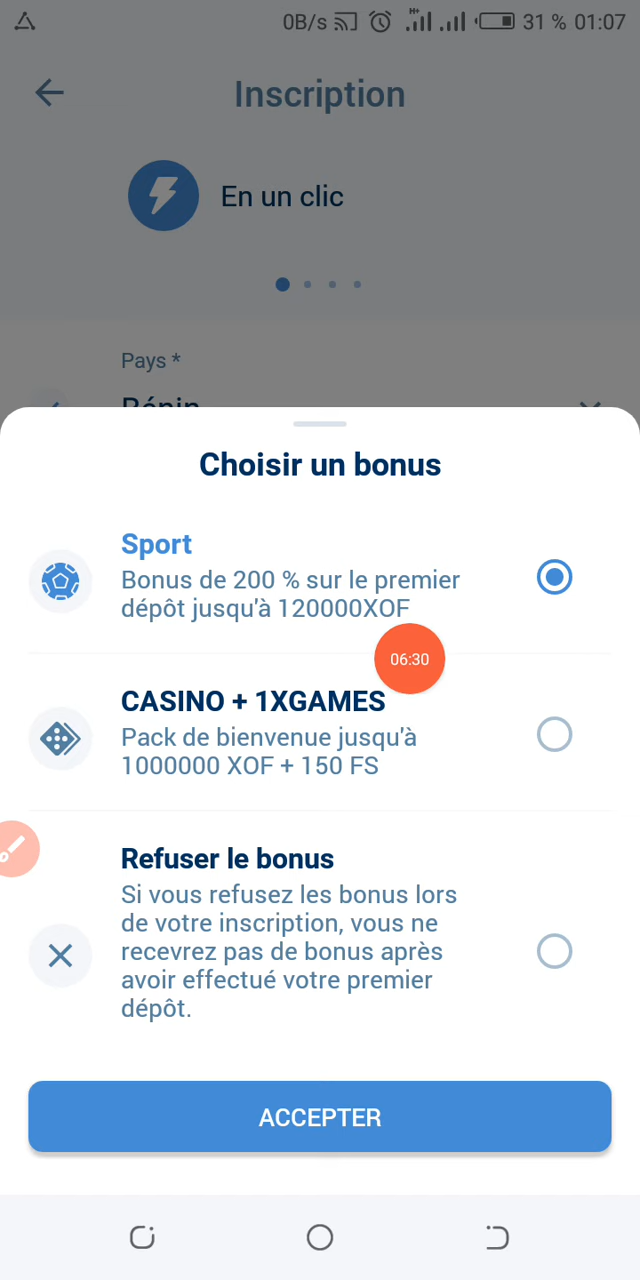 0B/s 31 % 01:07
Inscription
En un clic
Pays *
Bénin
Choisir un bonus
Sport
Bonus de 200 % sur le premier
dépôt jusqu'à 120000XOF
06:30
CASINO + 1XGAMES
Pack de bienvenue jusqu'à
1000000 XOF + 150 FS
Refuser le bonus
Si vous refusez les bonus lors
de votre inscription, vous ne
recevrez pas de bonus après
avoir effectué votre premier
dépôt.
ACCEPTER